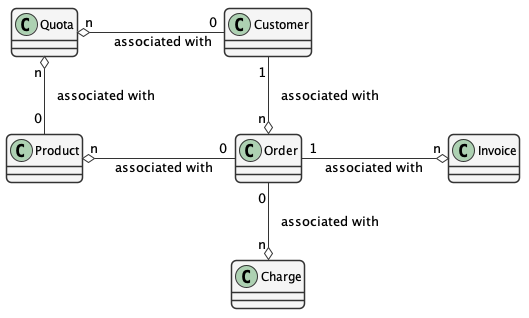 C Quota
n
0
associated with
C Customer
n
associated with
0
1
associated with
n
C Product
n
0
associated with
C Order
1
n
associated with
C Invoice
0
associated with
n
C Charge